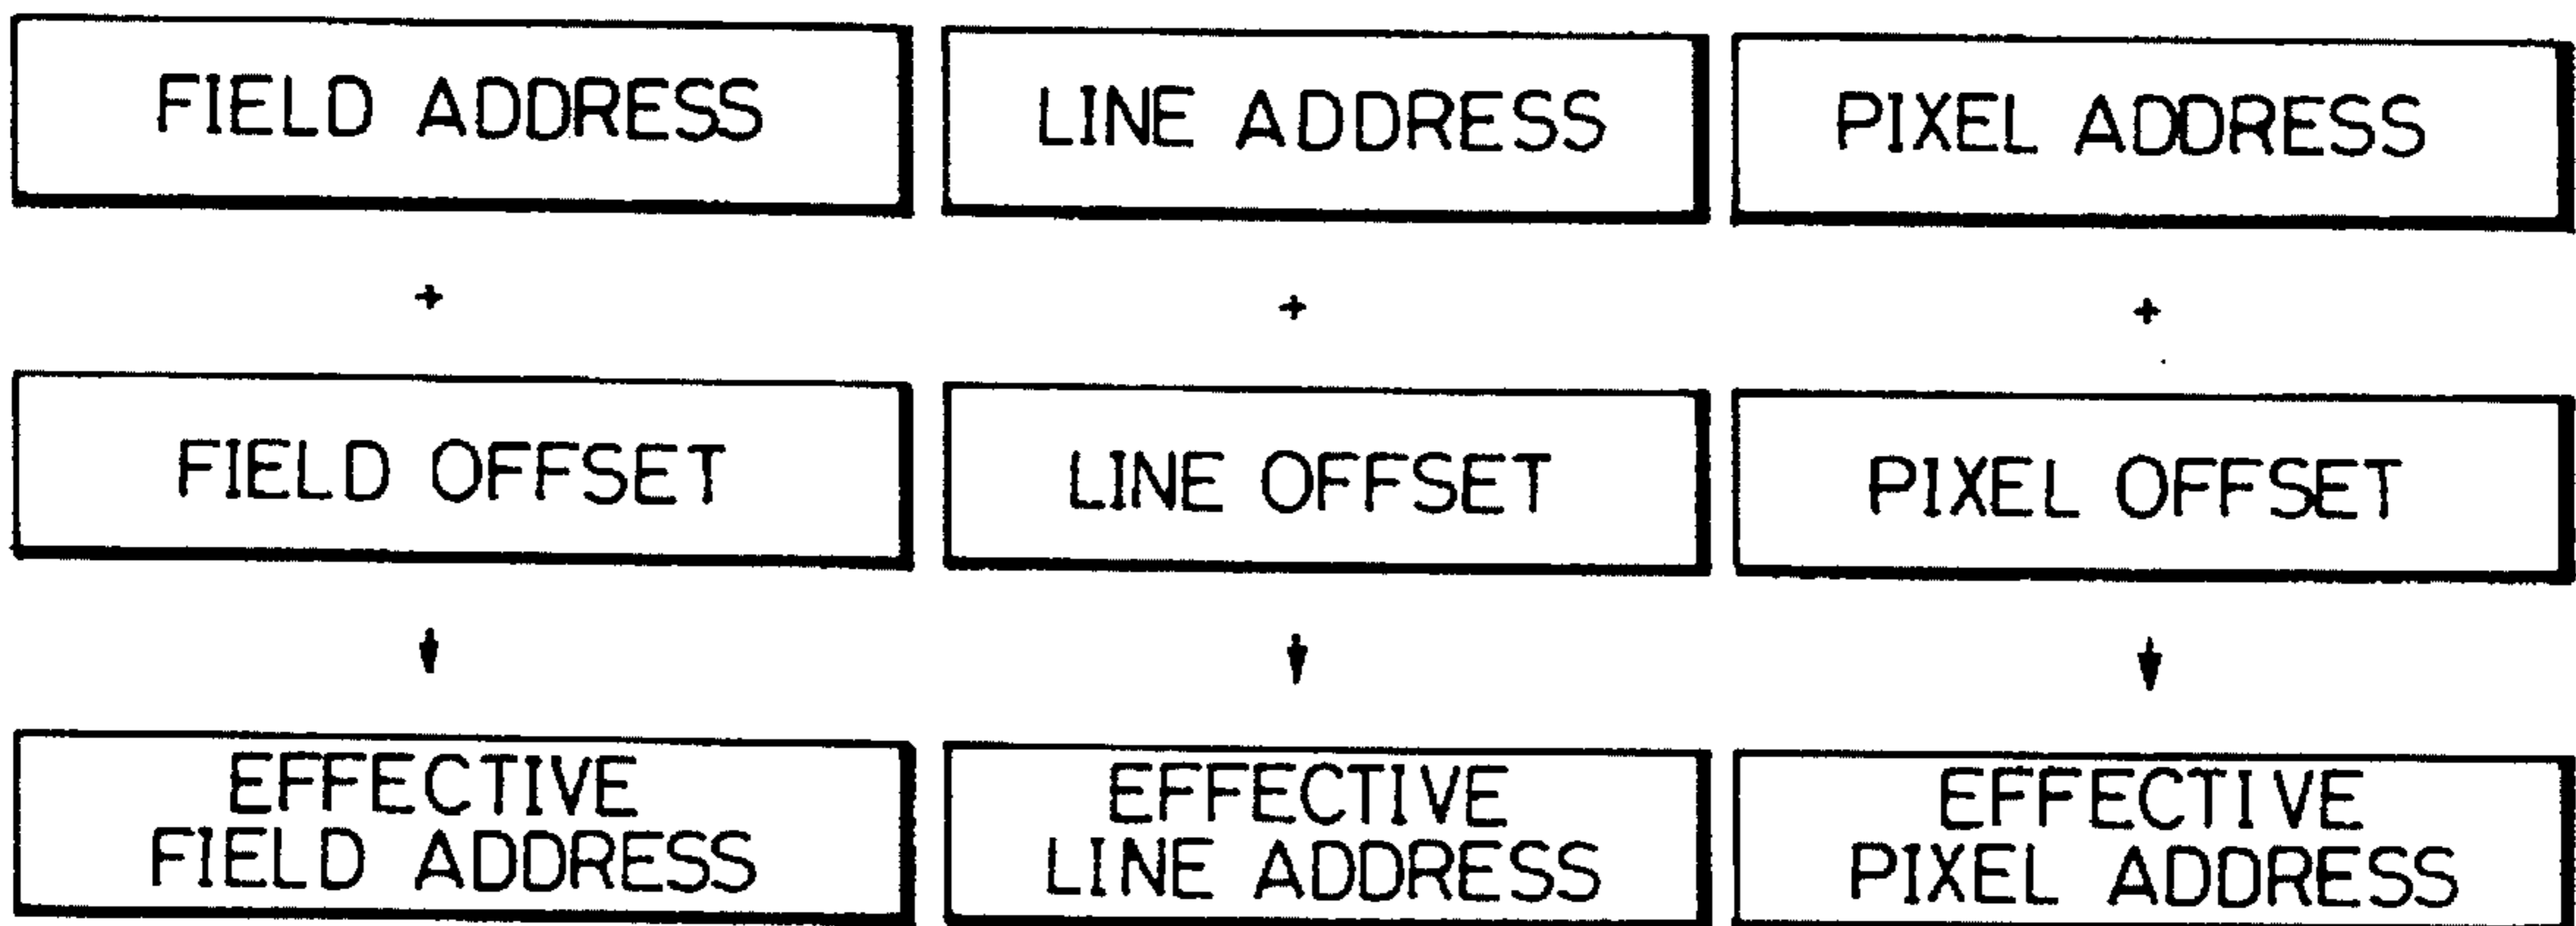 FIELD ADDRESS
LINE ADDRESS
PIXEL ADDRESS
+
+
+
FIELD OFFSET
LINE OFFSET
PIXEL OFFSET
EFFECTIVE
FIELD ADDRESS
EFFECTIVE
LINE ADDRESS
EFFECTIVE
PIXEL ADDRESS